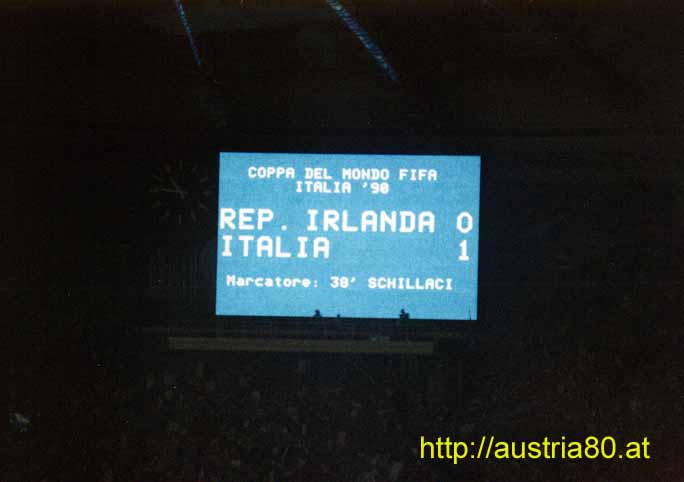 COPPA DEL MONDO FIFA
ITALIA '90
REP. IRLANDA 0
ITALIA 1
Marcatore: 38' SCHILLACI
http://austria80.at